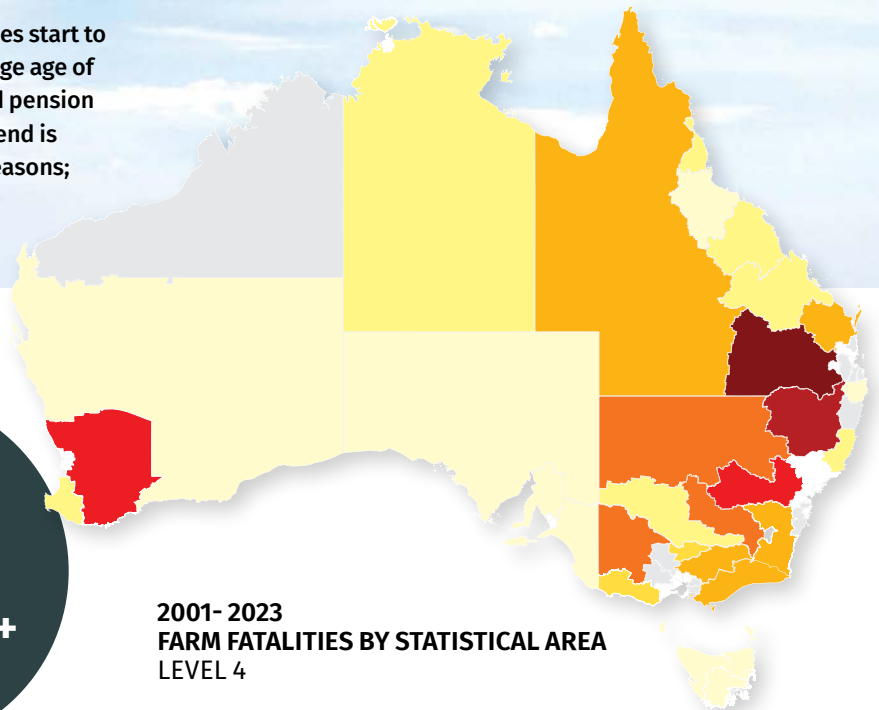 es start to
ge age of
pension
end is
easons;
+
2001- 2023
FARM FATALITIES BY STATISTICAL AREA
LEVEL 4